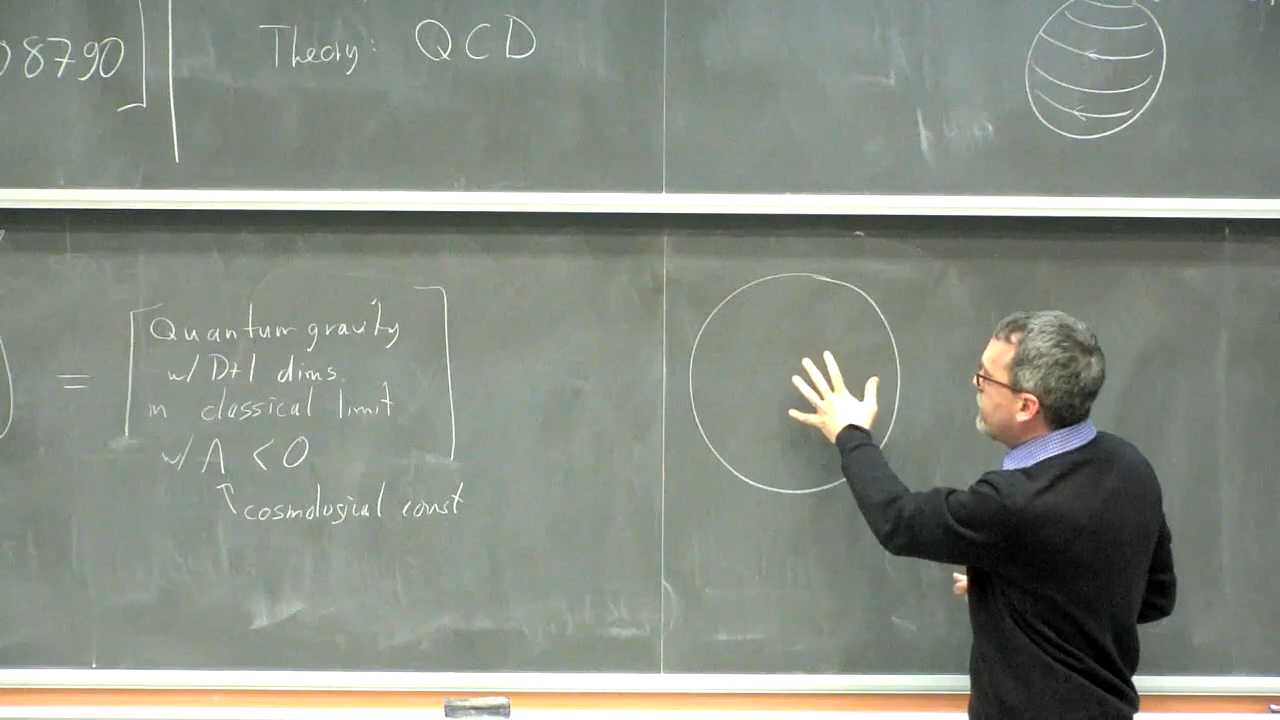 08790
Theory: QCD
=
Quantum gravity
w/ D+1 dims.
in classical limit
w/ Λ < 0
cosmological const